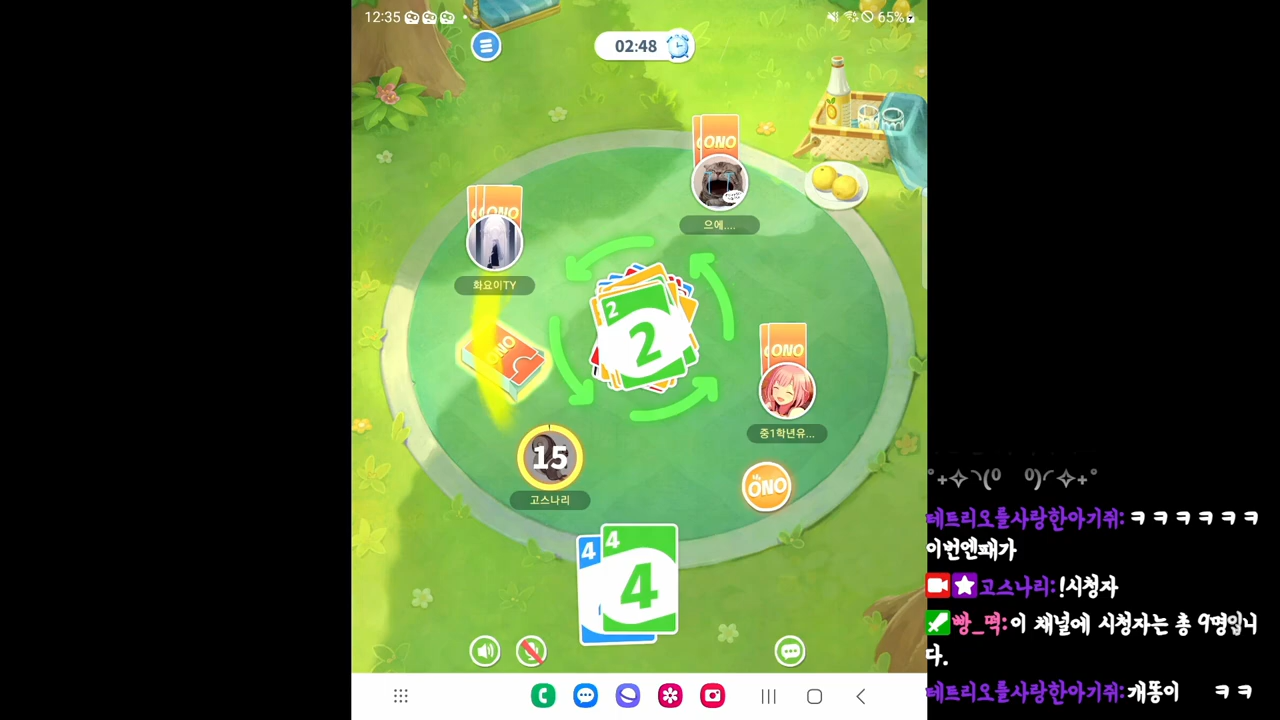 12:35
65%
02:48
ONO
으에....
ONO
화요이TY
2
2
ONO
ONO
중1학년유...
15
고스나리
My
ONO
4
4
4
˚+✧◝(⁰ ⁰)◜✧+˚
테트리오를사랑한아기쥐: ㅋㅋㅋㅋㅋㅋ
이번엔패가
고스나리: !시청자
빵_떡: 이 채널에 시청자는 총 9명입니
다.
테트리오를사랑한아기쥐: 개똥이 ㅋㅋ